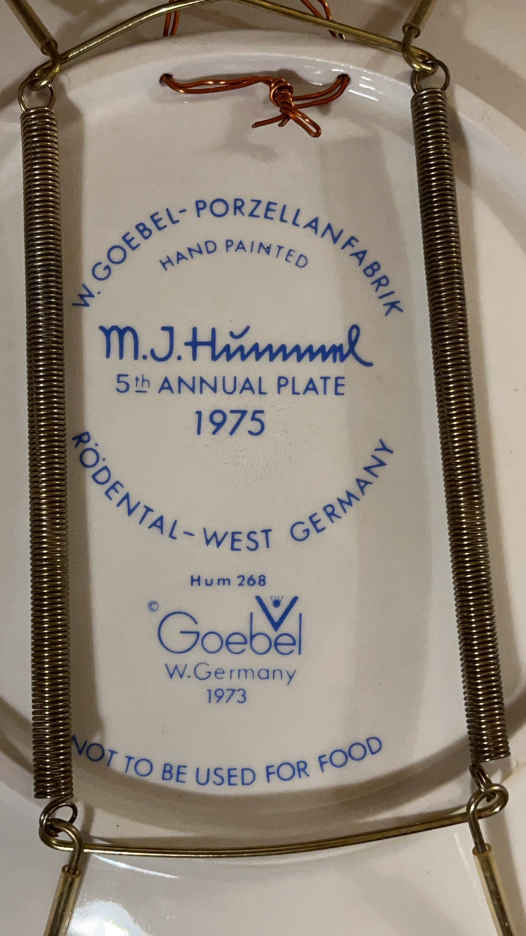 W. GOEBEL-PORZELLANFABRIK
HAND PAINTED
M.J.Hummel
5th ANNUAL PLATE
1975
RÖDENTAL-WEST GERMANY
Hum 268
© Goebel
W.Germany
1973
NOT TO BE USED FOR FOOD